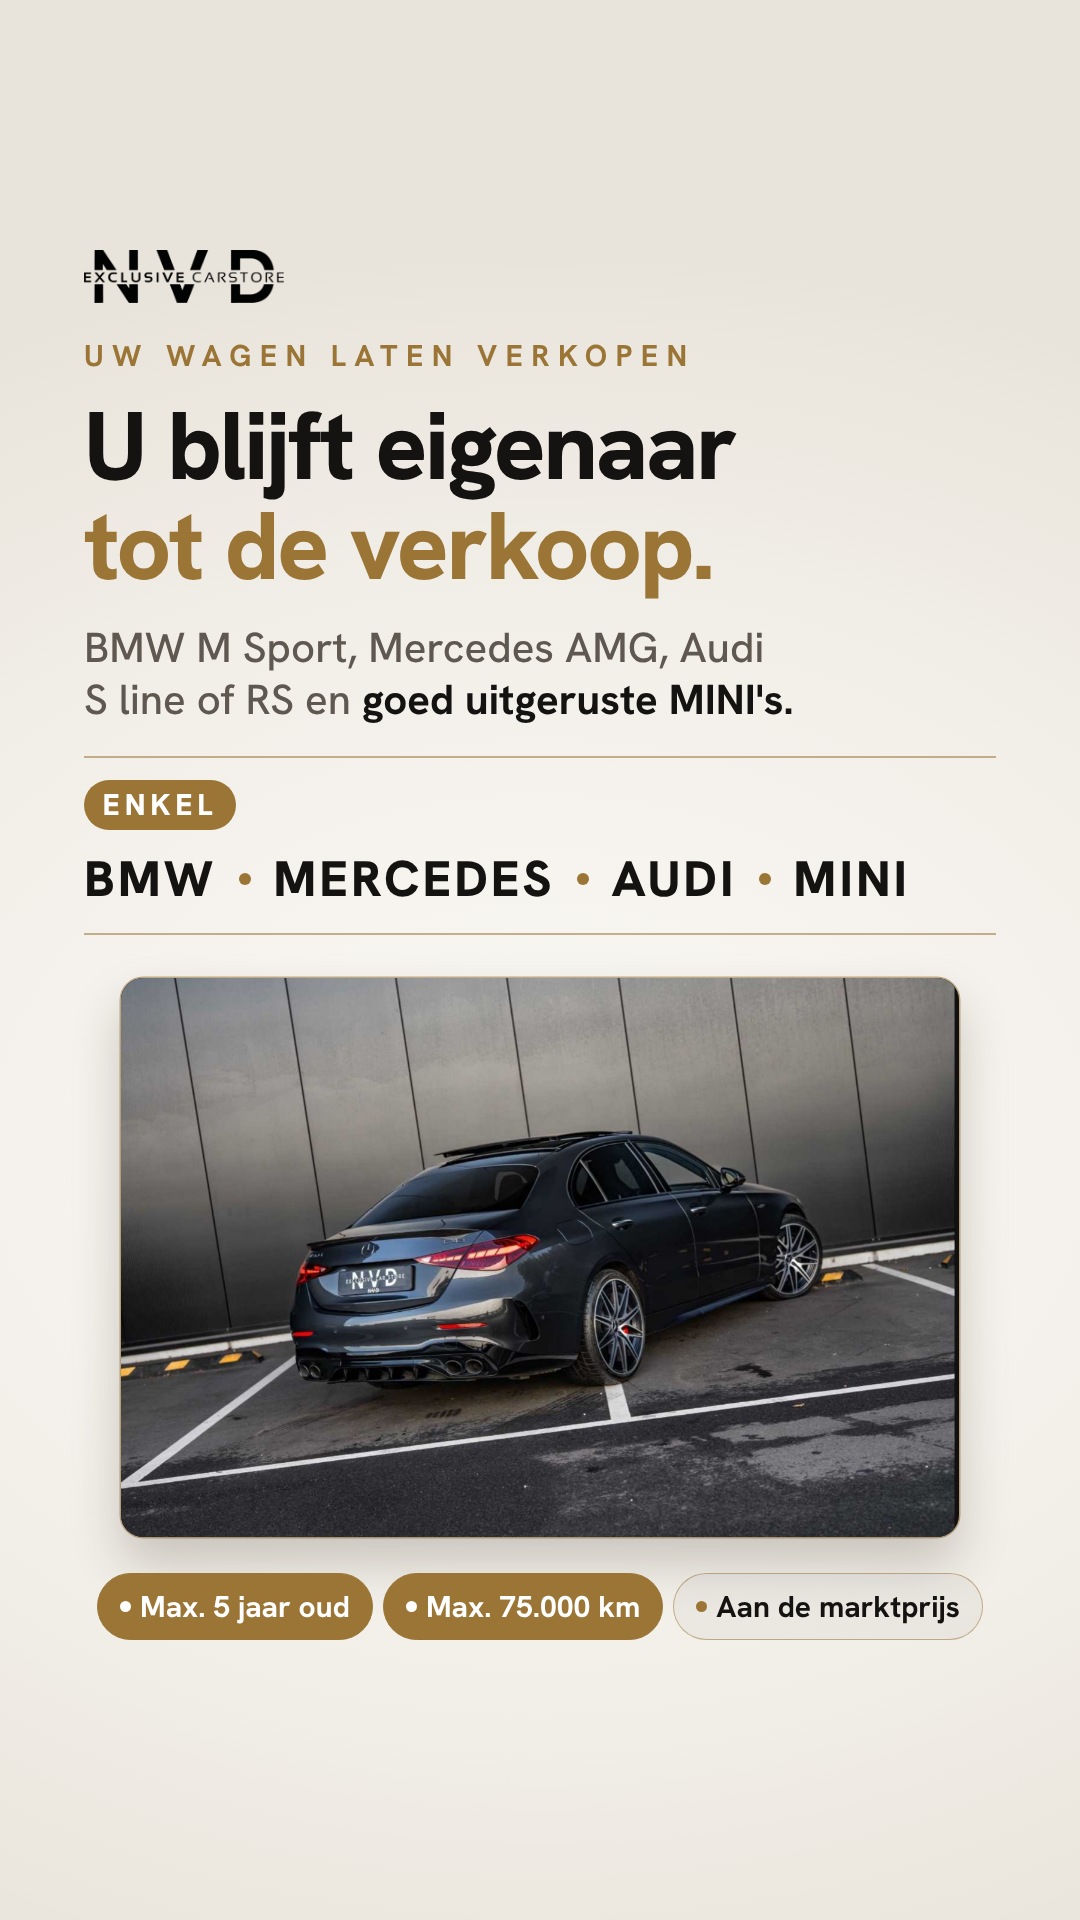 NVD
EXCLUSIVE CARSTORE
UW WAGEN LATEN VERKOPEN
U blijft eigenaar
tot de verkoop.
BMW M Sport, Mercedes AMG, Audi
S line of RS en goed uitgeruste MINI's.
ENKEL
BMW • MERCEDES • AUDI • MINI
NVD
NVD
• Max. 5 jaar oud • Max. 75.000 km • Aan de marktprijs